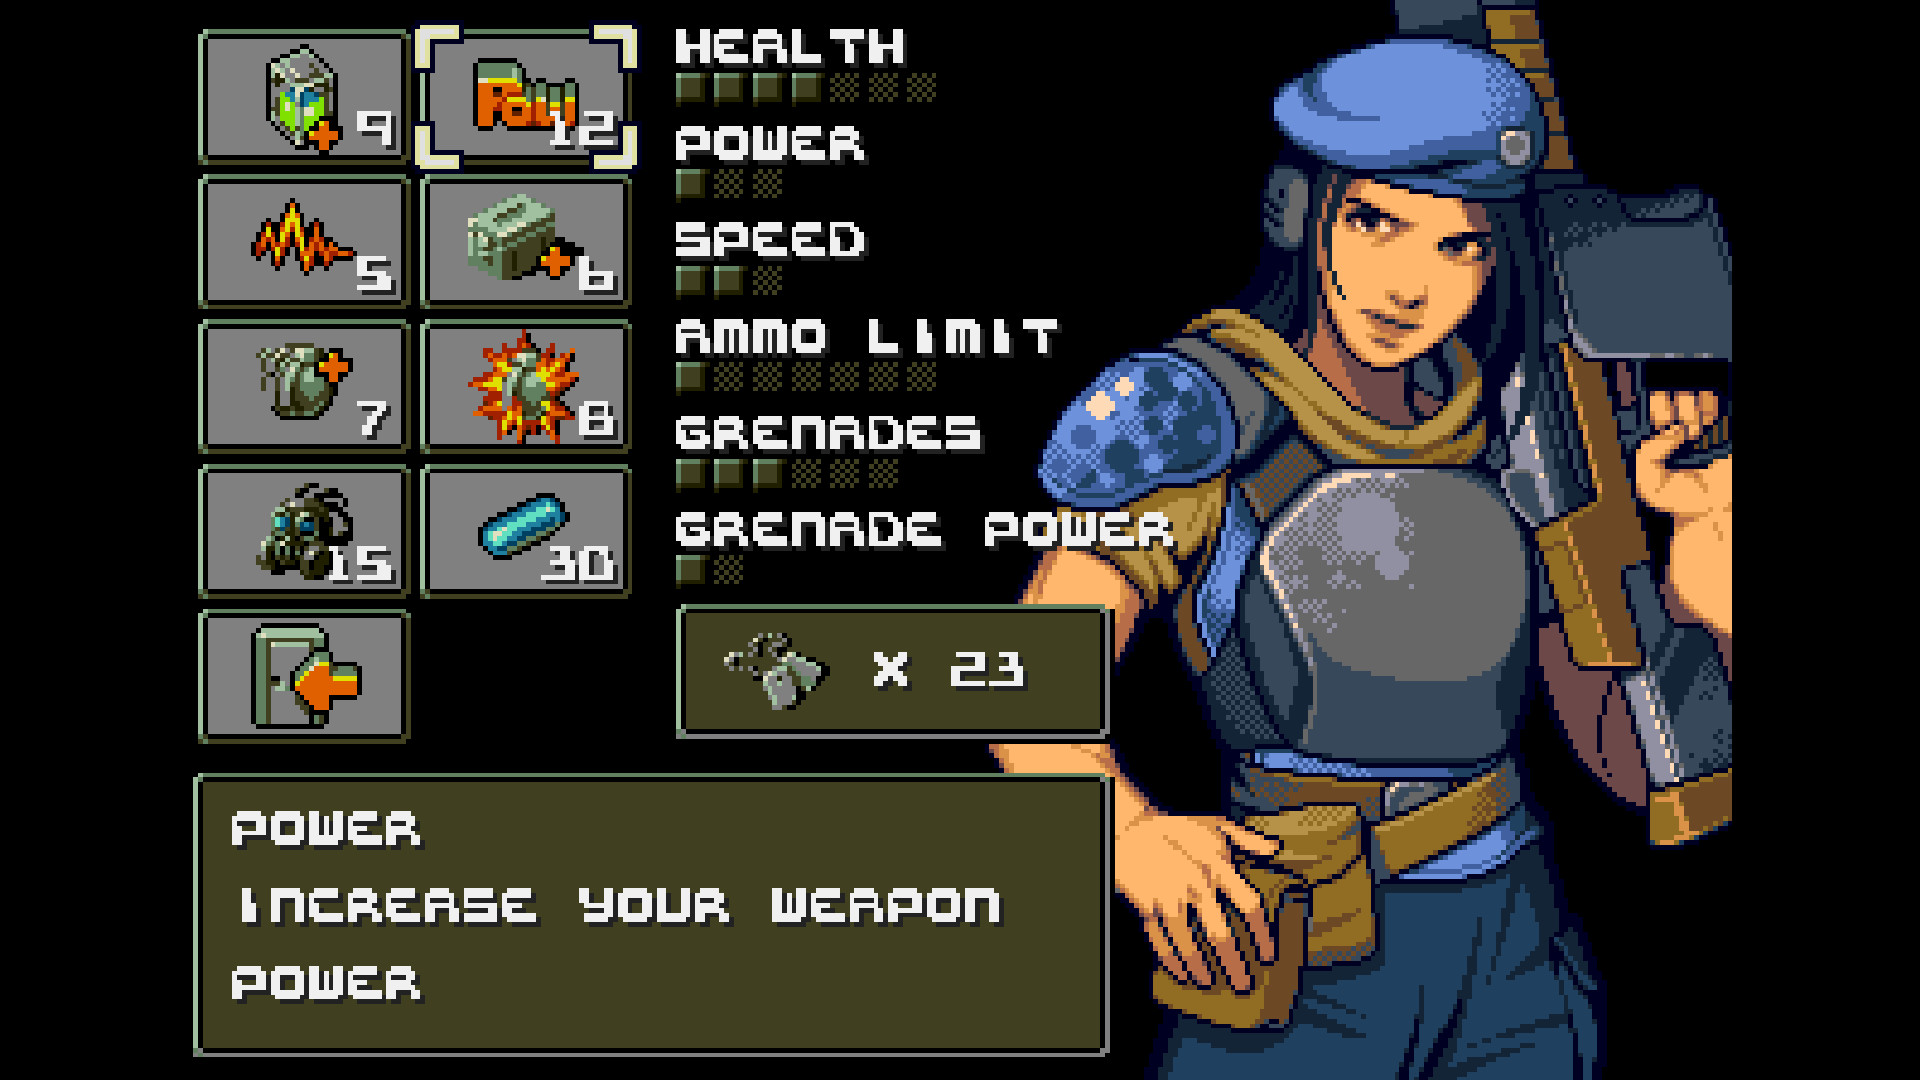 9
POW
12
5
6
7
8
15
30
HEALTH
POWER
SPEED
AMMO LIMIT
GRENADES
GRENADE POWER
X 23
POWER
INCREASE YOUR WEAPON
POWER